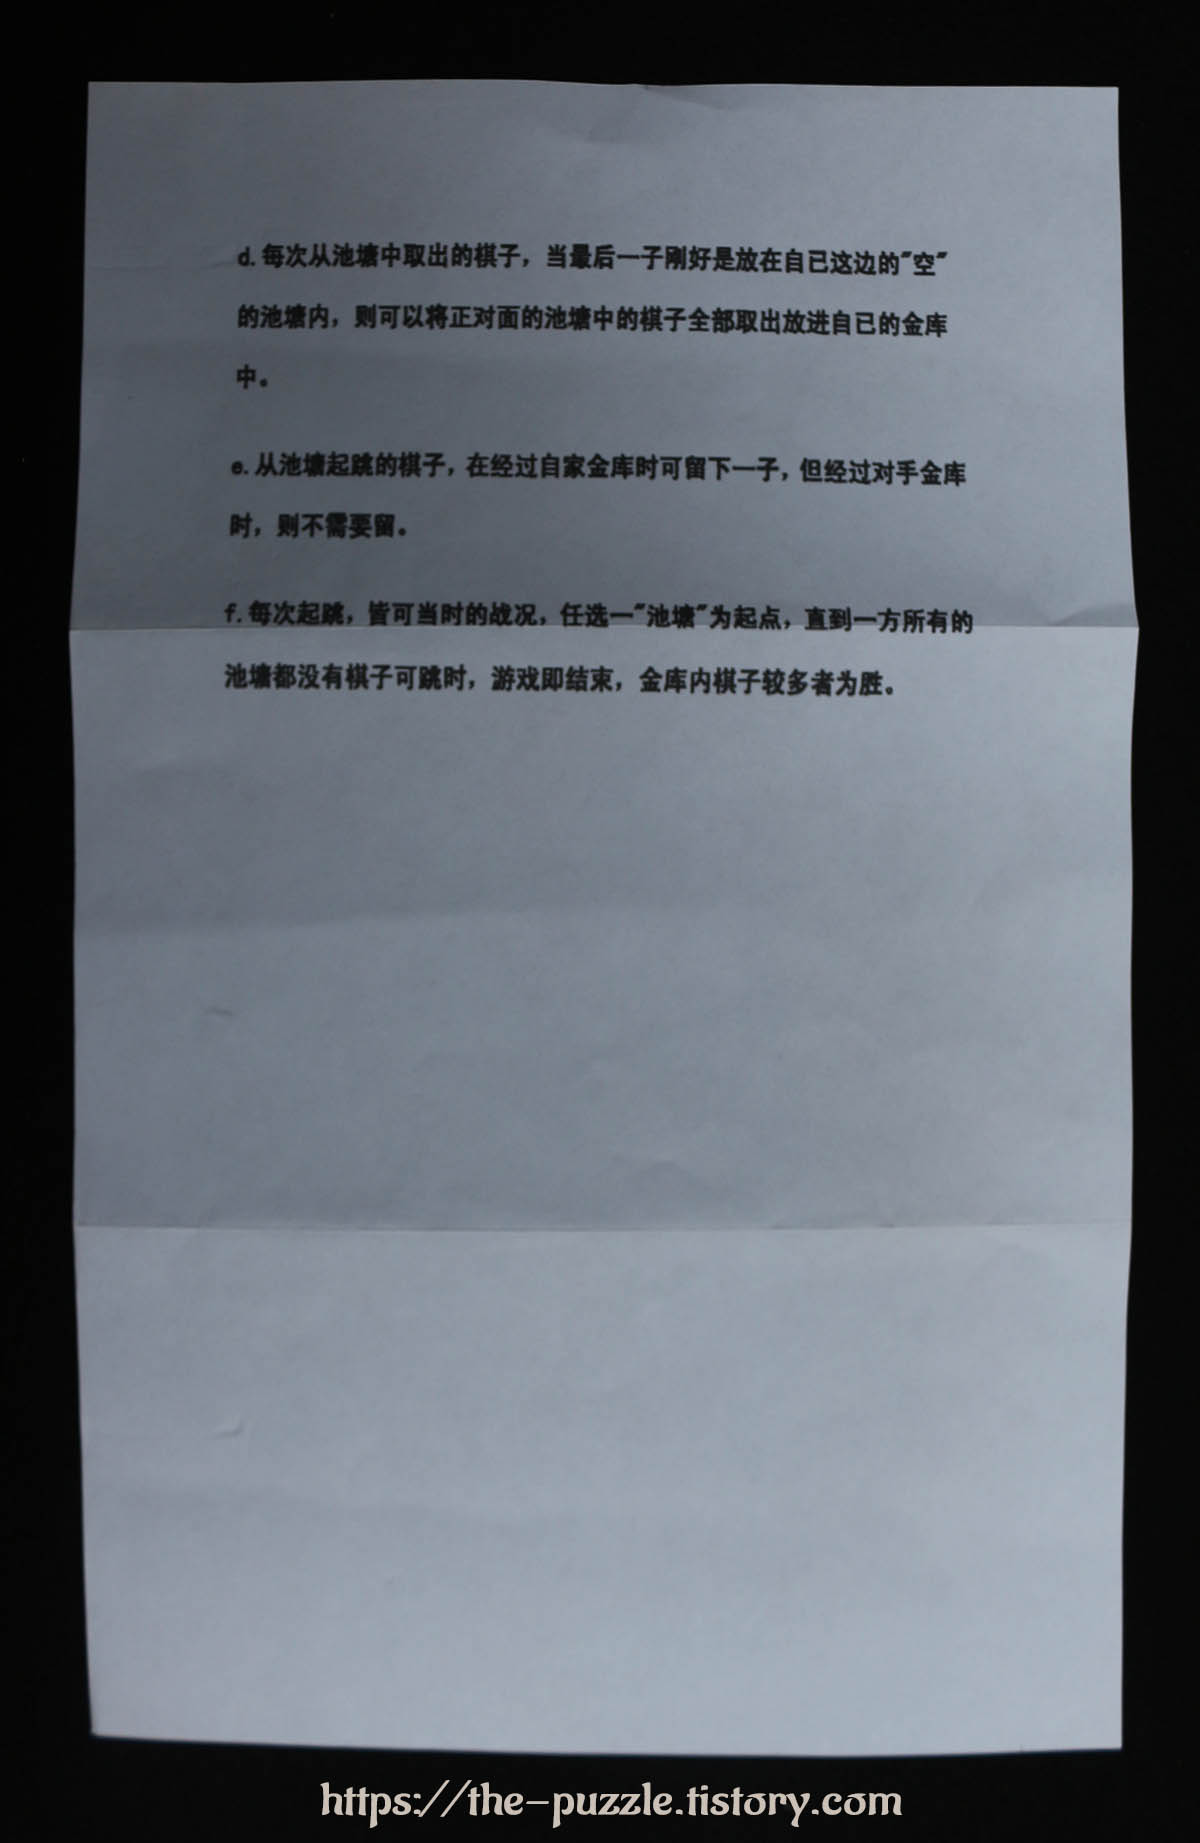 d.每次从池塘中取出的棋子，当最后一子刚好是放在自已这边的"空"
的池塘内，则可以将正对面的池塘中的棋子全部取出放进自已的金库
中。
e.从池塘起跳的棋子，在经过自家金库时可留下一子，但经过对手金库
时，则不需要留。
f.每次起跳，皆可当时的战况，任选一"池塘"为起点，直到一方所有的
池塘都没有棋子可跳时，游戏即结束，金库内棋子较多者为胜。
https://the-puzzle.tistory.com